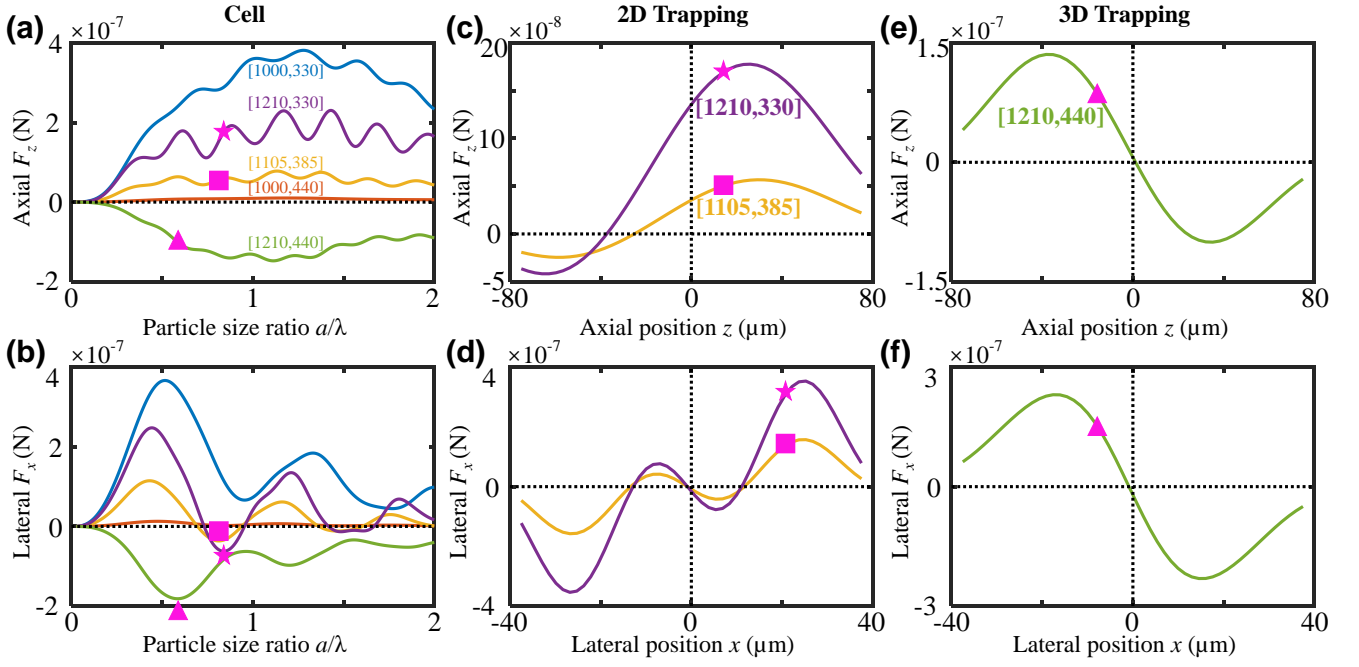 Cell
2D Trapping
3D Trapping
(a)
×10⁻⁷
4
2
0
-2
Axial F_z (N)
[1000,330]
[1210,330]
[1105,385]
[1000,440]
[1210,440]
0
1
2
Particle size ratio a/λ
(c)
×10⁻⁸
20
10
0
-5
Axial F_z (N)
[1210,330]
[1105,385]
-80
0
80
Axial position z (µm)
(e)
×10⁻⁷
1.5
0
-1.5
Axial F_z (N)
[1210,440]
-80
0
80
Axial position z (µm)
(b)
×10⁻⁷
4
2
0
-2
Lateral F_x (N)
0
1
2
Particle size ratio a/λ
(d)
×10⁻⁷
4
0
-4
Lateral F_x (N)
-40
0
40
Lateral position x (µm)
(f)
×10⁻⁷
3
0
-3
Lateral F_x (N)
-40
0
40
Lateral position x (µm)